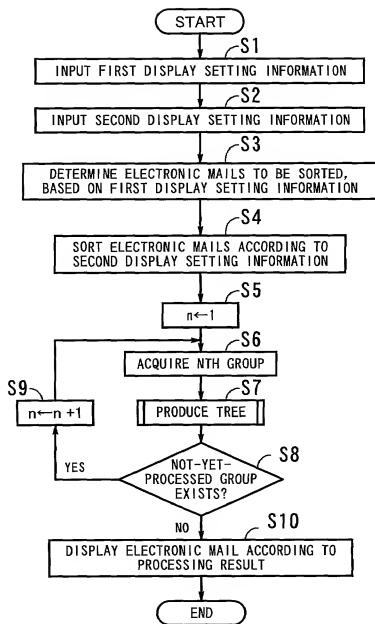 START
S1
INPUT FIRST DISPLAY SETTING INFORMATION
S2
INPUT SECOND DISPLAY SETTING INFORMATION
S3
DETERMINE ELECTRONIC MAILS TO BE SORTED,
BASED ON FIRST DISPLAY SETTING INFORMATION
S4
SORT ELECTRONIC MAILS ACCORDING TO
SECOND DISPLAY SETTING INFORMATION
S5
n←1
S6
ACQUIRE NTH GROUP
S9
n←n+1
S7
PRODUCE TREE
S8
NOT-YET-
PROCESSED GROUP
EXISTS?
YES
NO
S10
DISPLAY ELECTRONIC MAIL ACCORDING TO
PROCESSING RESULT
END